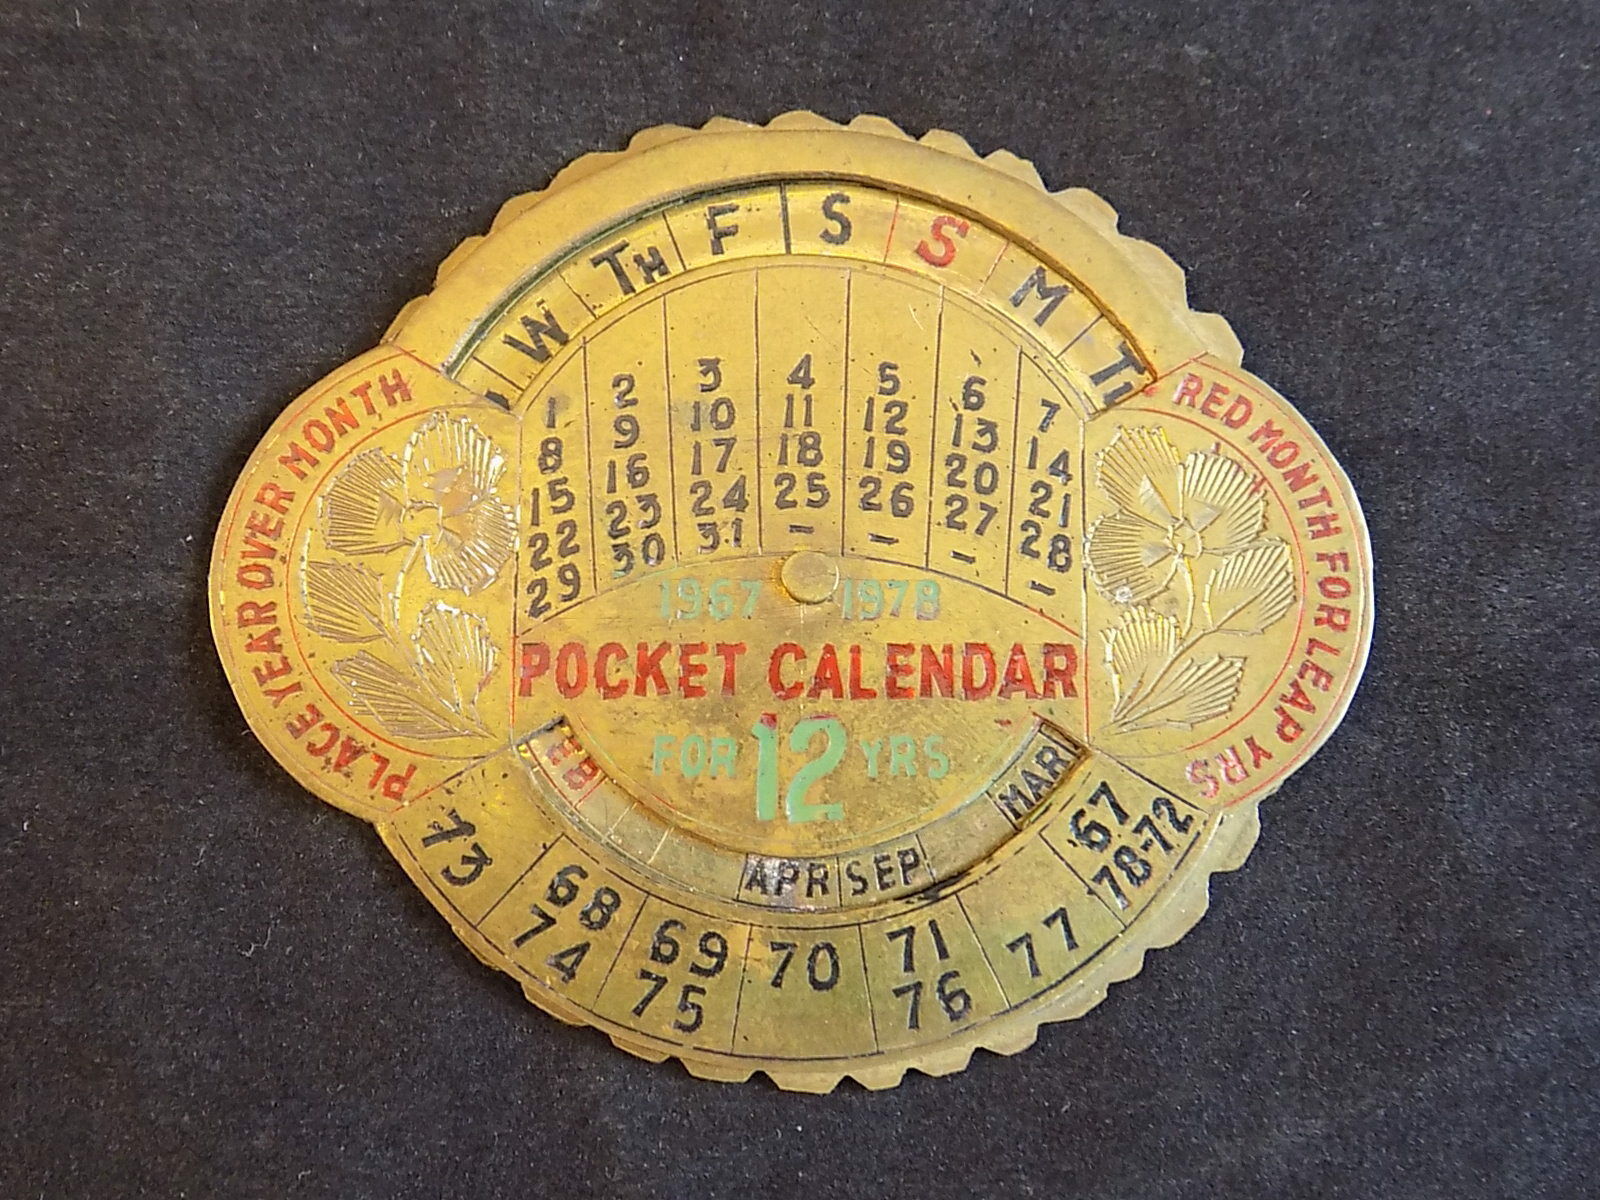 W TH F S S M TU
2 3 4 5 6
1 7
9 10 11 12 13
8 14
16 17 18 19 20
15 21
23 24 25 26 27
22 28
30 31 - - -
29 -
1967 1978
POCKET CALENDAR
FOR 12 YRS
MAR
APR SEP
73 68 69 70 71 77 67
74 75 76 78-72
PLACE YEAR OVER MONTH
RED MONTH FOR LEAP YRS